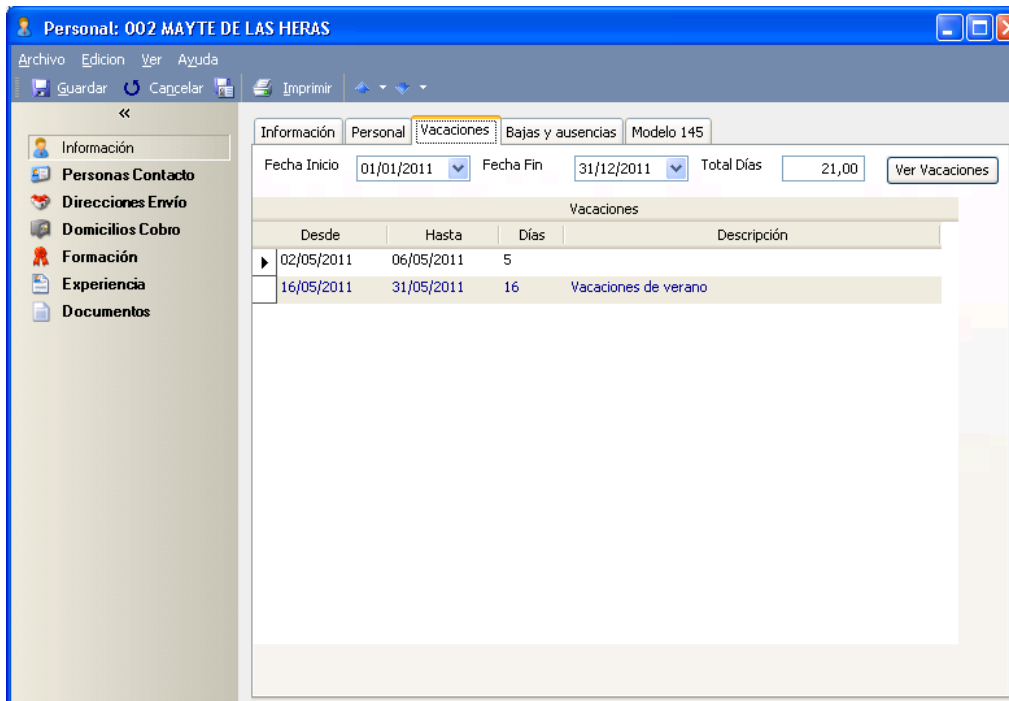 Personal: 002 MAYTE DE LAS HERAS
Archivo Edicion Ver Ayuda
Guardar Cancelar Imprimir
«
Información
Personas Contacto
Direcciones Envío
Domicilios Cobro
Formación
Experiencia
Documentos
Información Personal Vacaciones Bajas y ausencias Modelo 145
Fecha Inicio 01/01/2011 Fecha Fin 31/12/2011 Total Días 21,00 Ver Vacaciones
Vacaciones
Desde Hasta Días Descripción
02/05/2011 06/05/2011 5
16/05/2011 31/05/2011 16 Vacaciones de verano